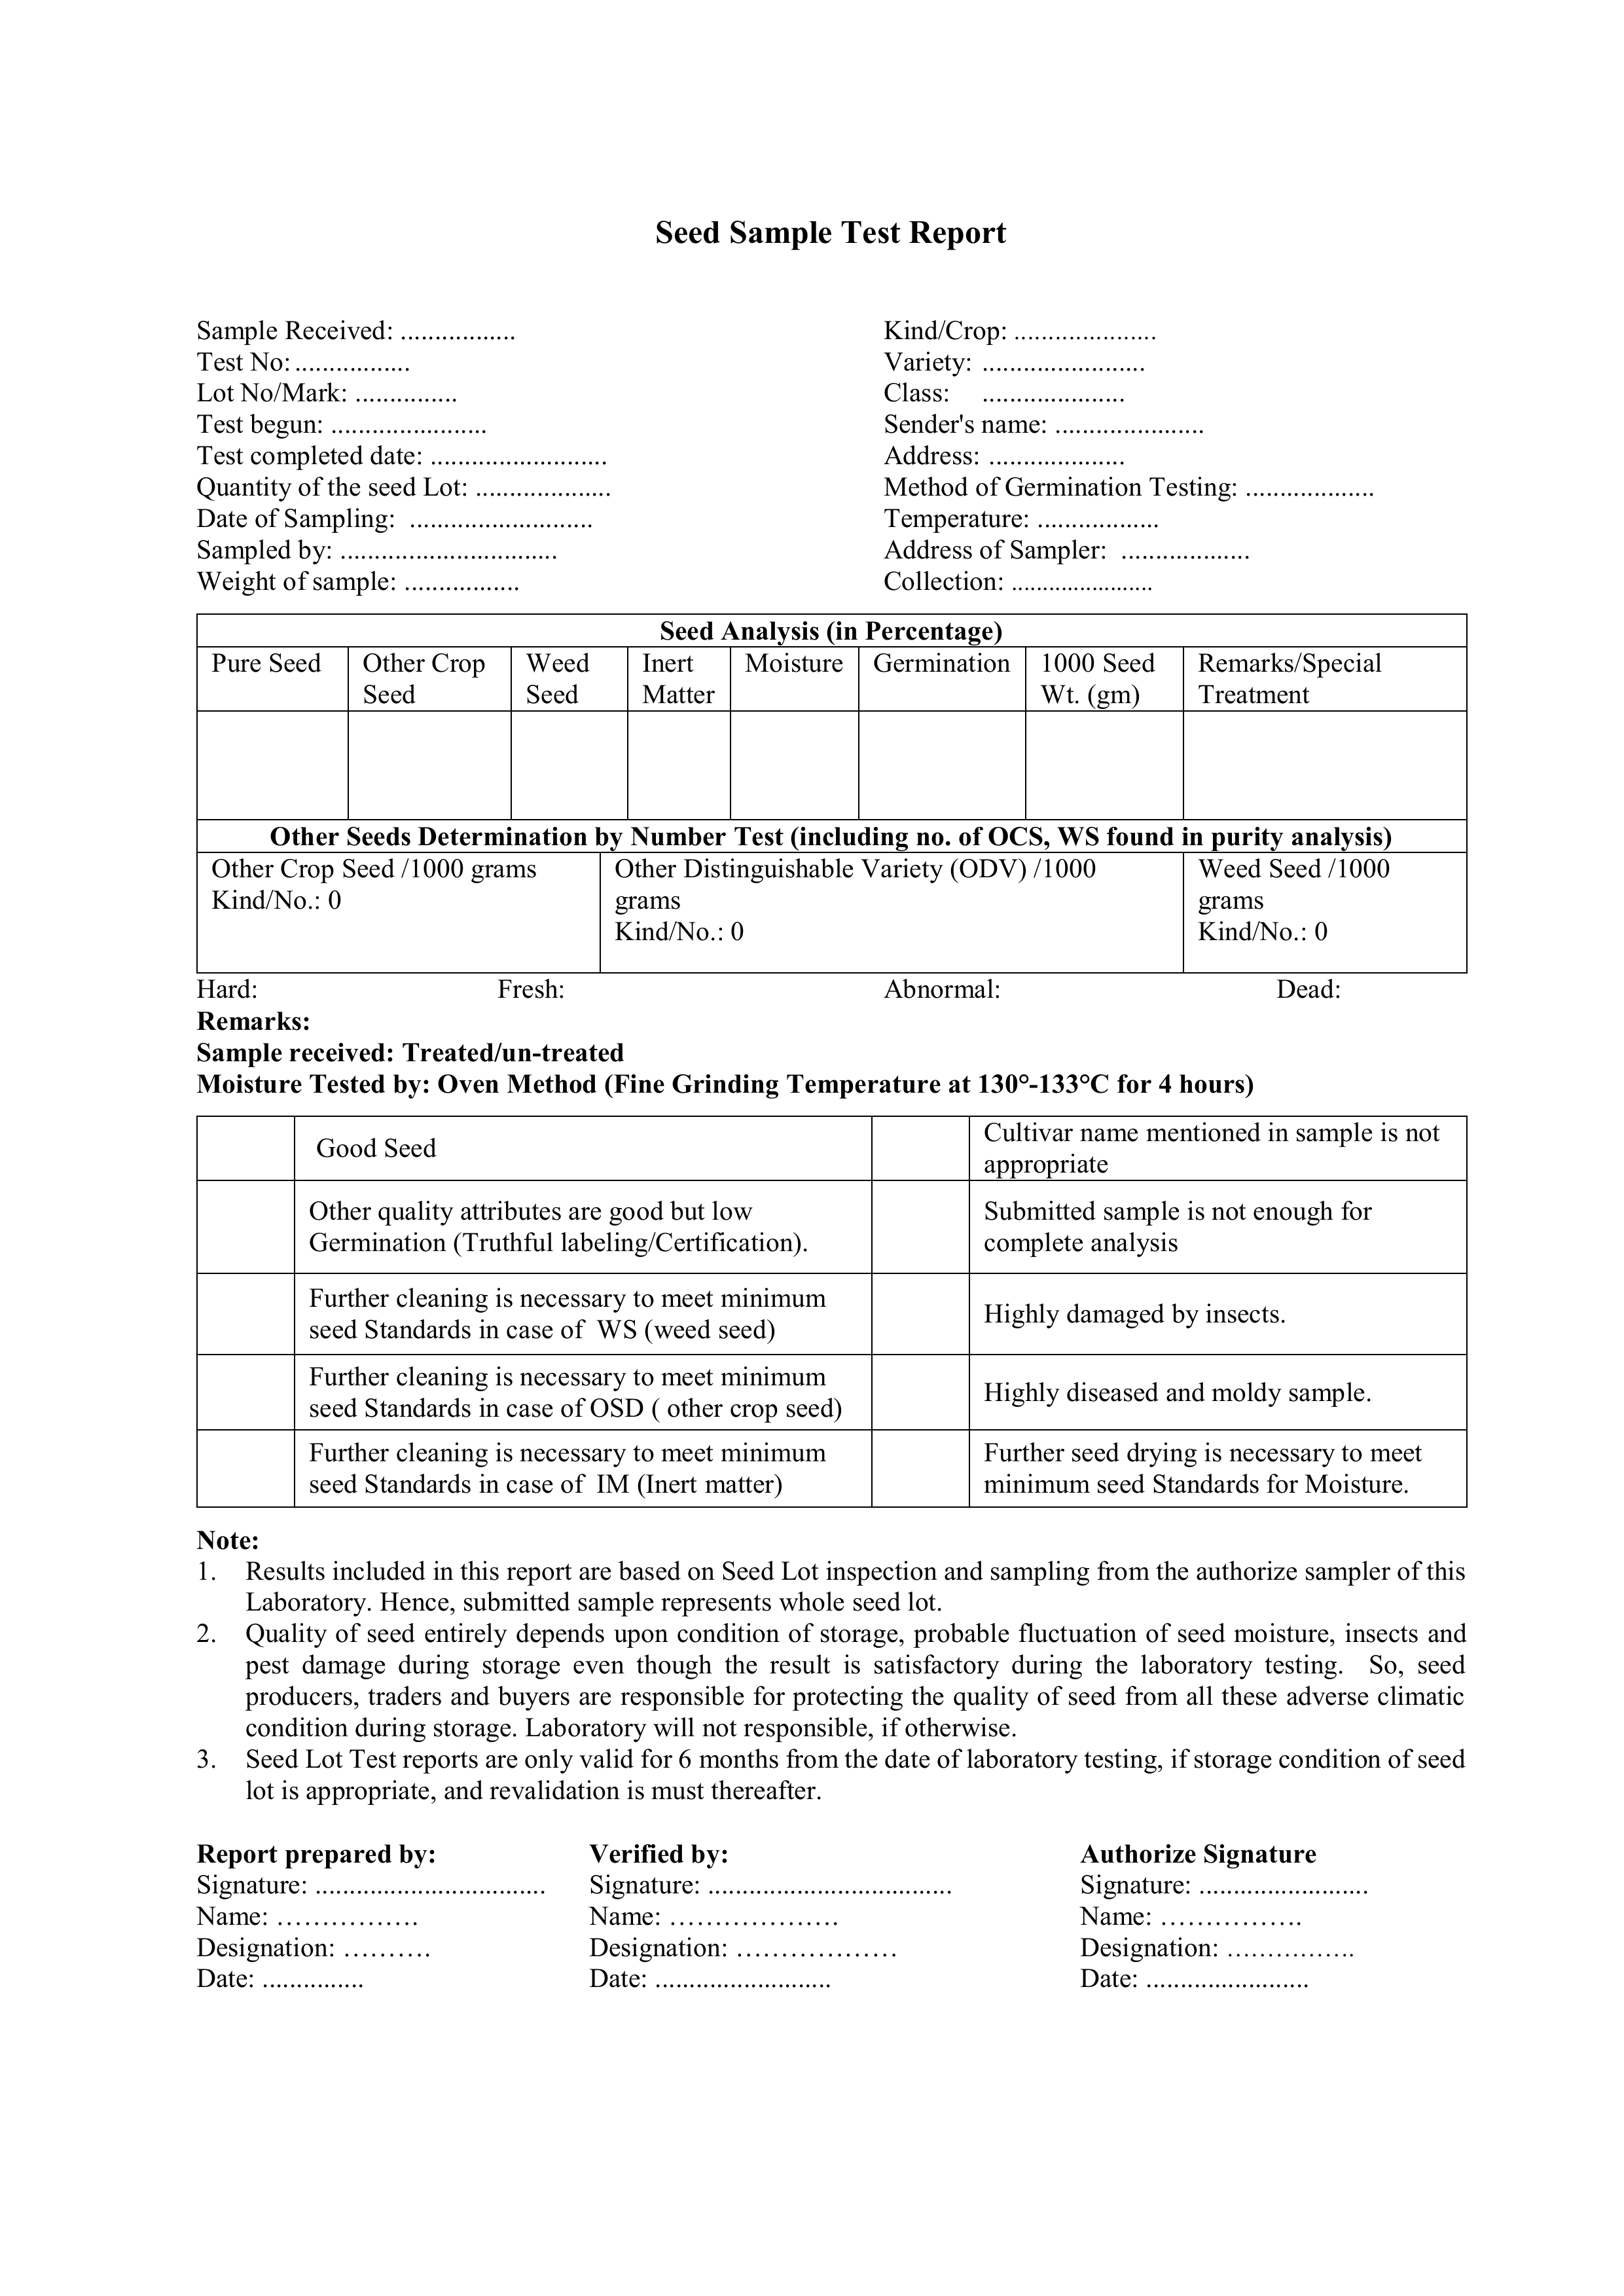 Seed Sample Test Report
Sample Received: .................
Kind/Crop: .....................
Test No: .................
Variety: ........................
Lot No/Mark: ...............
Class: .....................
Test begun: .......................
Sender's name: ......................
Test completed date: ..........................
Address: ....................
Quantity of the seed Lot: ....................
Method of Germination Testing: ...................
Date of Sampling: ...........................
Temperature: ..................
Sampled by: ................................
Address of Sampler: ...................
Weight of sample: .................
Collection: .....................
Seed Analysis (in Percentage)
Pure Seed
Other Crop
Seed
Weed
Seed
Inert
Matter
Moisture
Germination
1000 Seed
Wt. (gm)
Remarks/Special
Treatment
Other Seeds Determination by Number Test (including no. of OCS, WS found in purity analysis)
Other Crop Seed /1000 grams
Kind/No.: 0
Other Distinguishable Variety (ODV) /1000
grams
Kind/No.: 0
Weed Seed /1000
grams
Kind/No.: 0
Hard: Fresh: Abnormal: Dead:
Remarks:
Sample received: Treated/un-treated
Moisture Tested by: Oven Method (Fine Grinding Temperature at 130°-133°C for 4 hours)
Good Seed
Cultivar name mentioned in sample is not
appropriate
Other quality attributes are good but low
Germination (Truthful labeling/Certification).
Submitted sample is not enough for
complete analysis
Further cleaning is necessary to meet minimum
seed Standards in case of WS (weed seed)
Highly damaged by insects.
Further cleaning is necessary to meet minimum
seed Standards in case of OSD ( other crop seed)
Highly diseased and moldy sample.
Further cleaning is necessary to meet minimum
seed Standards in case of IM (Inert matter)
Further seed drying is necessary to meet
minimum seed Standards for Moisture.
Note:
1. Results included in this report are based on Seed Lot inspection and sampling from the authorize sampler of this
Laboratory. Hence, submitted sample represents whole seed lot.
2. Quality of seed entirely depends upon condition of storage, probable fluctuation of seed moisture, insects and
pest damage during storage even though the result is satisfactory during the laboratory testing. So, seed
producers, traders and buyers are responsible for protecting the quality of seed from all these adverse climatic
condition during storage. Laboratory will not responsible, if otherwise.
3. Seed Lot Test reports are only valid for 6 months from the date of laboratory testing, if storage condition of seed
lot is appropriate, and revalidation is must thereafter.
Report prepared by: Verified by: Authorize Signature
Signature: .................................. Signature: .................................... Signature: .........................
Name: ……………. Name: ………………. Name: …………….
Designation: ………. Designation: ……………… Designation: …………….
Date: ............... Date: .......................... Date: ........................